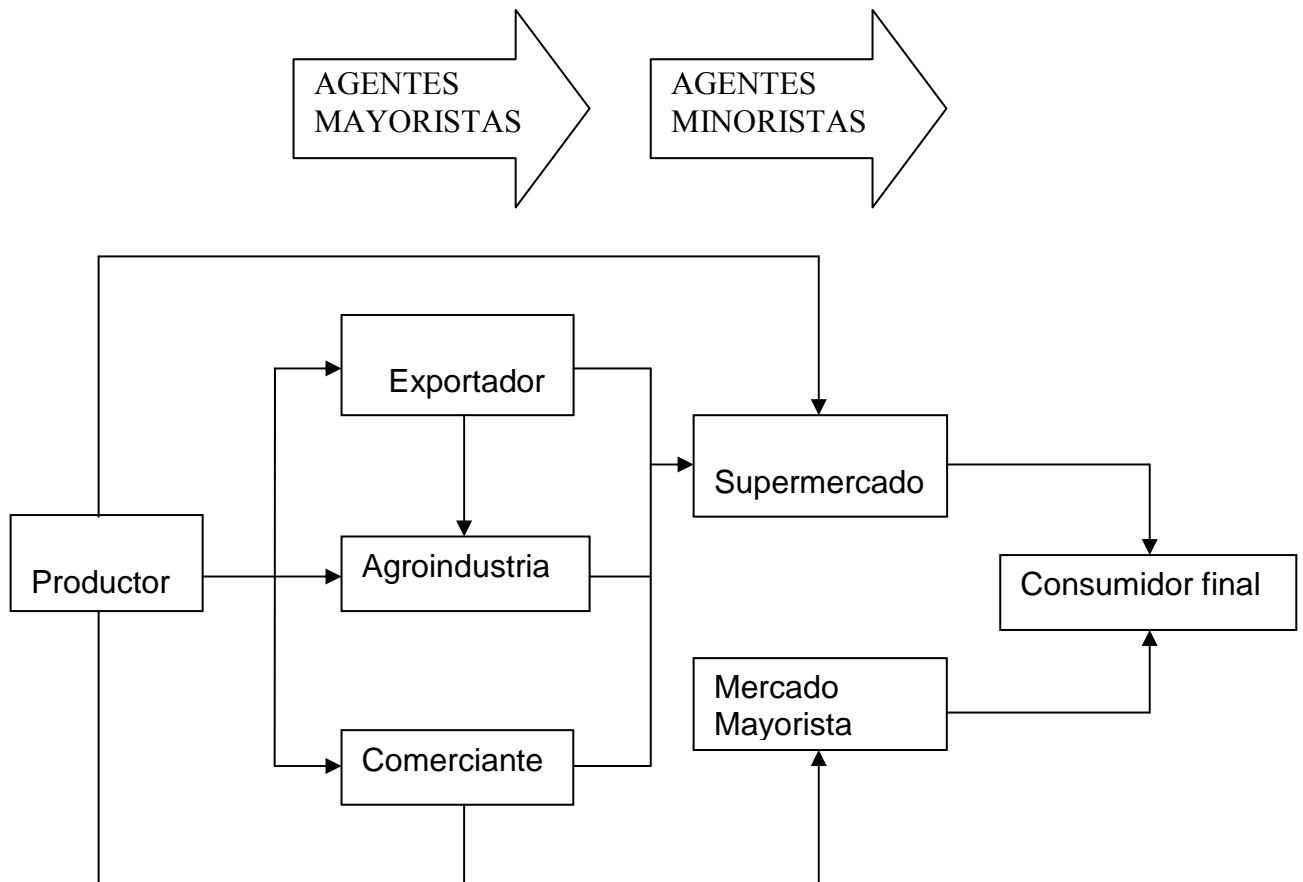 AGENTES
MAYORISTAS
AGENTES
MINORISTAS
Exportador
Supermercado
Productor
Agroindustria
Consumidor final
Mercado
Mayorista
Comerciante